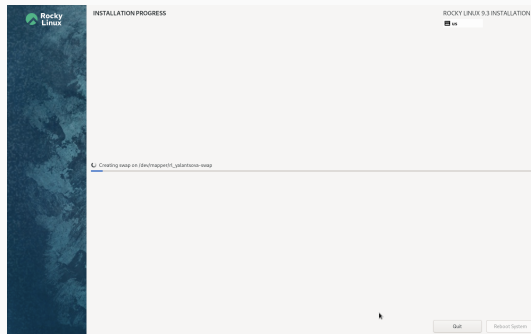 Rocky
Linux
INSTALLATION PROGRESS
ROCKY LINUX 9.3 INSTALLATION
us
Creating swap on /dev/mapper/rl_yalantsova-swap
Quit
Reboot System